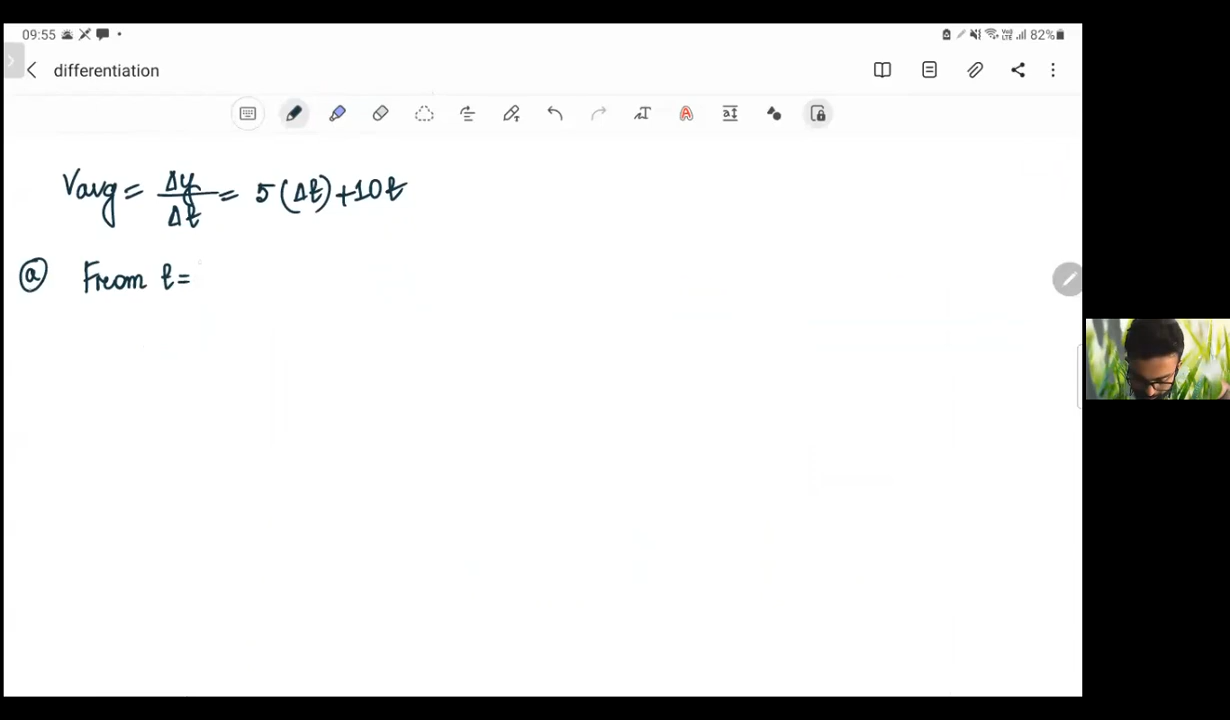 09:55
82%
differentiation
Vavg = Δy/Δt = 5(Δt)+10t
ⓐ From t=